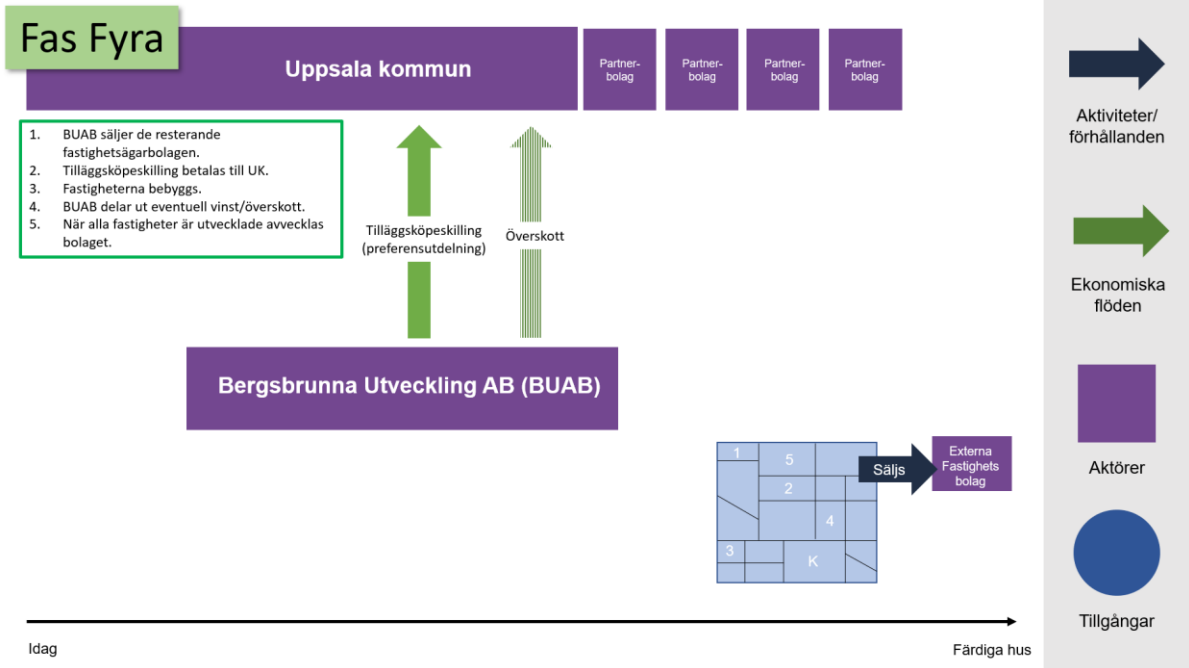 Fas Fyra
Uppsala kommun
Partner-
bolag
Partner-
bolag
Partner-
bolag
Partner-
bolag
1. BUAB säljer de resterande
fastighetsägarbolagen.
2. Tilläggsköpeskilling betalas till UK.
3. Fastigheterna bebyggs.
4. BUAB delar ut eventuell vinst/överskott.
5. När alla fastigheter är utvecklade avvecklas
bolaget.
Tilläggsköpeskilling
(preferensutdelning)
Överskott
Bergsbrunna Utveckling AB (BUAB)
1
5
2
4
3
K
Säljs
Externa
Fastighets
bolag
Idag
Färdiga hus
Aktiviteter/
förhållanden
Ekonomiska
flöden
Aktörer
Tillgångar